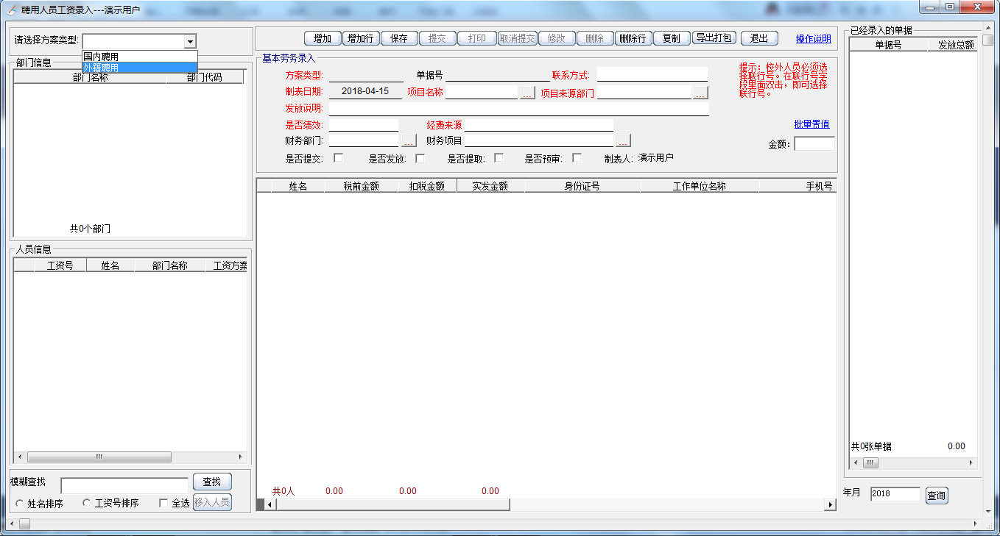 聘用人员工资录入---演示用户
请选择方案类型:
国内聘用
外籍聘用
部门信息
部门名称 部门代码
共0个部门
人员信息
工资号 姓名 部门名称 工资方案
模糊查找 查找
姓名排序 工资号排序 全选 移入人员
增加 增加行 保存 提交 打印 取消提交 修改 删除 删除行 复制 导出打包 退出 操作说明
基本劳务录入
方案类型: 单据号 联系方式:
制表日期: 2018-04-15 项目名称 ... 项目来源部门 ...
发放说明:
是否绩效: 经费来源
财务部门: ... 财务项目 ...
是否提交: 是否发放: 是否提取: 是否预审: 制表人: 演示用户
提示：校外人员必须选
择联行号。在联行号字
段里面双击，即可选择
联行号。
批量置值
金额：
姓名 税前金额 扣税金额 实发金额 身份证号 工作单位名称 手机号
共0人 0.00 0.00 0.00
已经录入的单据
单据号 发放总额
共0张单据 0.00
年月 2018 查询